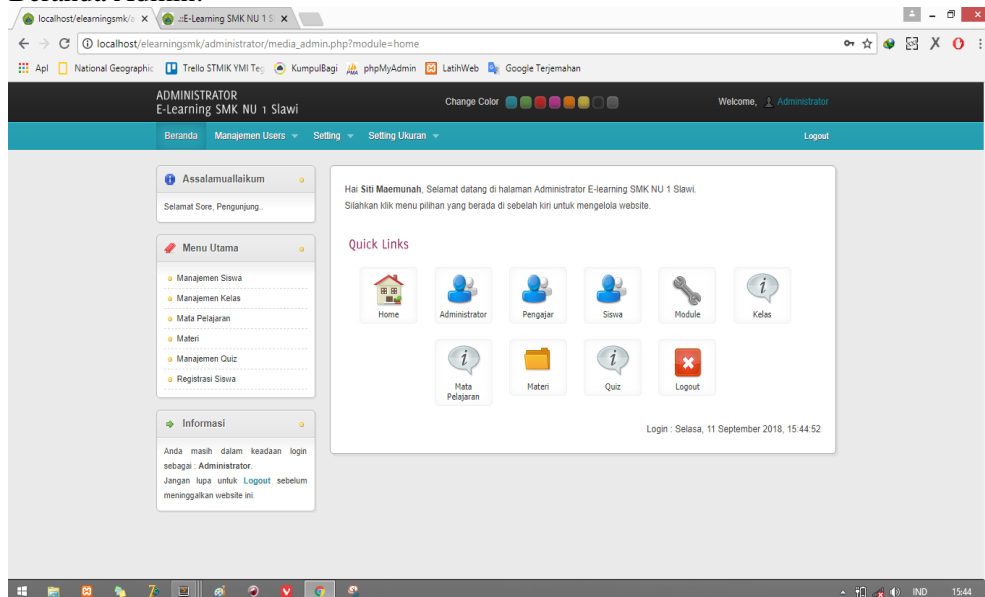 Beranda Admin:
localhost/elearningsmk/a
.::E-Learning SMK NU 1 S
localhost/elearningsmk/administrator/media_admin.php?module=home
Apl
National Geographic
Trello STMIK YMI Teg
KumpulBagi
phpMyAdmin
LatihWeb
Google Terjemahan
ADMINISTRATOR
E-Learning SMK NU 1 Slawi
Change Color
Welcome, Administrator
Beranda Manajemen Users Setting Setting Ukuran Logout
Assalamuallaikum
Selamat Sore, Pengunjung..
Menu Utama
Manajemen Siswa
Manajemen Kelas
Mata Pelajaran
Materi
Manajemen Quiz
Registrasi Siswa
Informasi
Anda masih dalam keadaan login
sebagai : Administrator.
Jangan lupa untuk Logout sebelum
meninggalkan website ini.
Hai Siti Maemunah, Selamat datang di halaman Administrator E-learning SMK NU 1 Slawi.
Silahkan klik menu pilihan yang berada di sebelah kiri untuk mengelola website.
Quick Links
Home
Administrator
Pengajar
Siswa
Module
Kelas
Mata
Pelajaran
Materi
Quiz
Logout
Login : Selasa, 11 September 2018, 15:44:52
IND 15:44